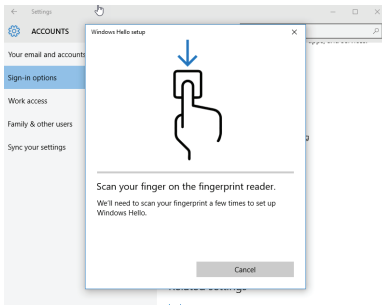 Settings
ACCOUNTS
Windows Hello setup
Your email and accounts
Sign-in options
Work access
Family & other users
Sync your settings
Scan your finger on the fingerprint reader.
We'll need to scan your fingerprint a few times to set up
Windows Hello.
Cancel